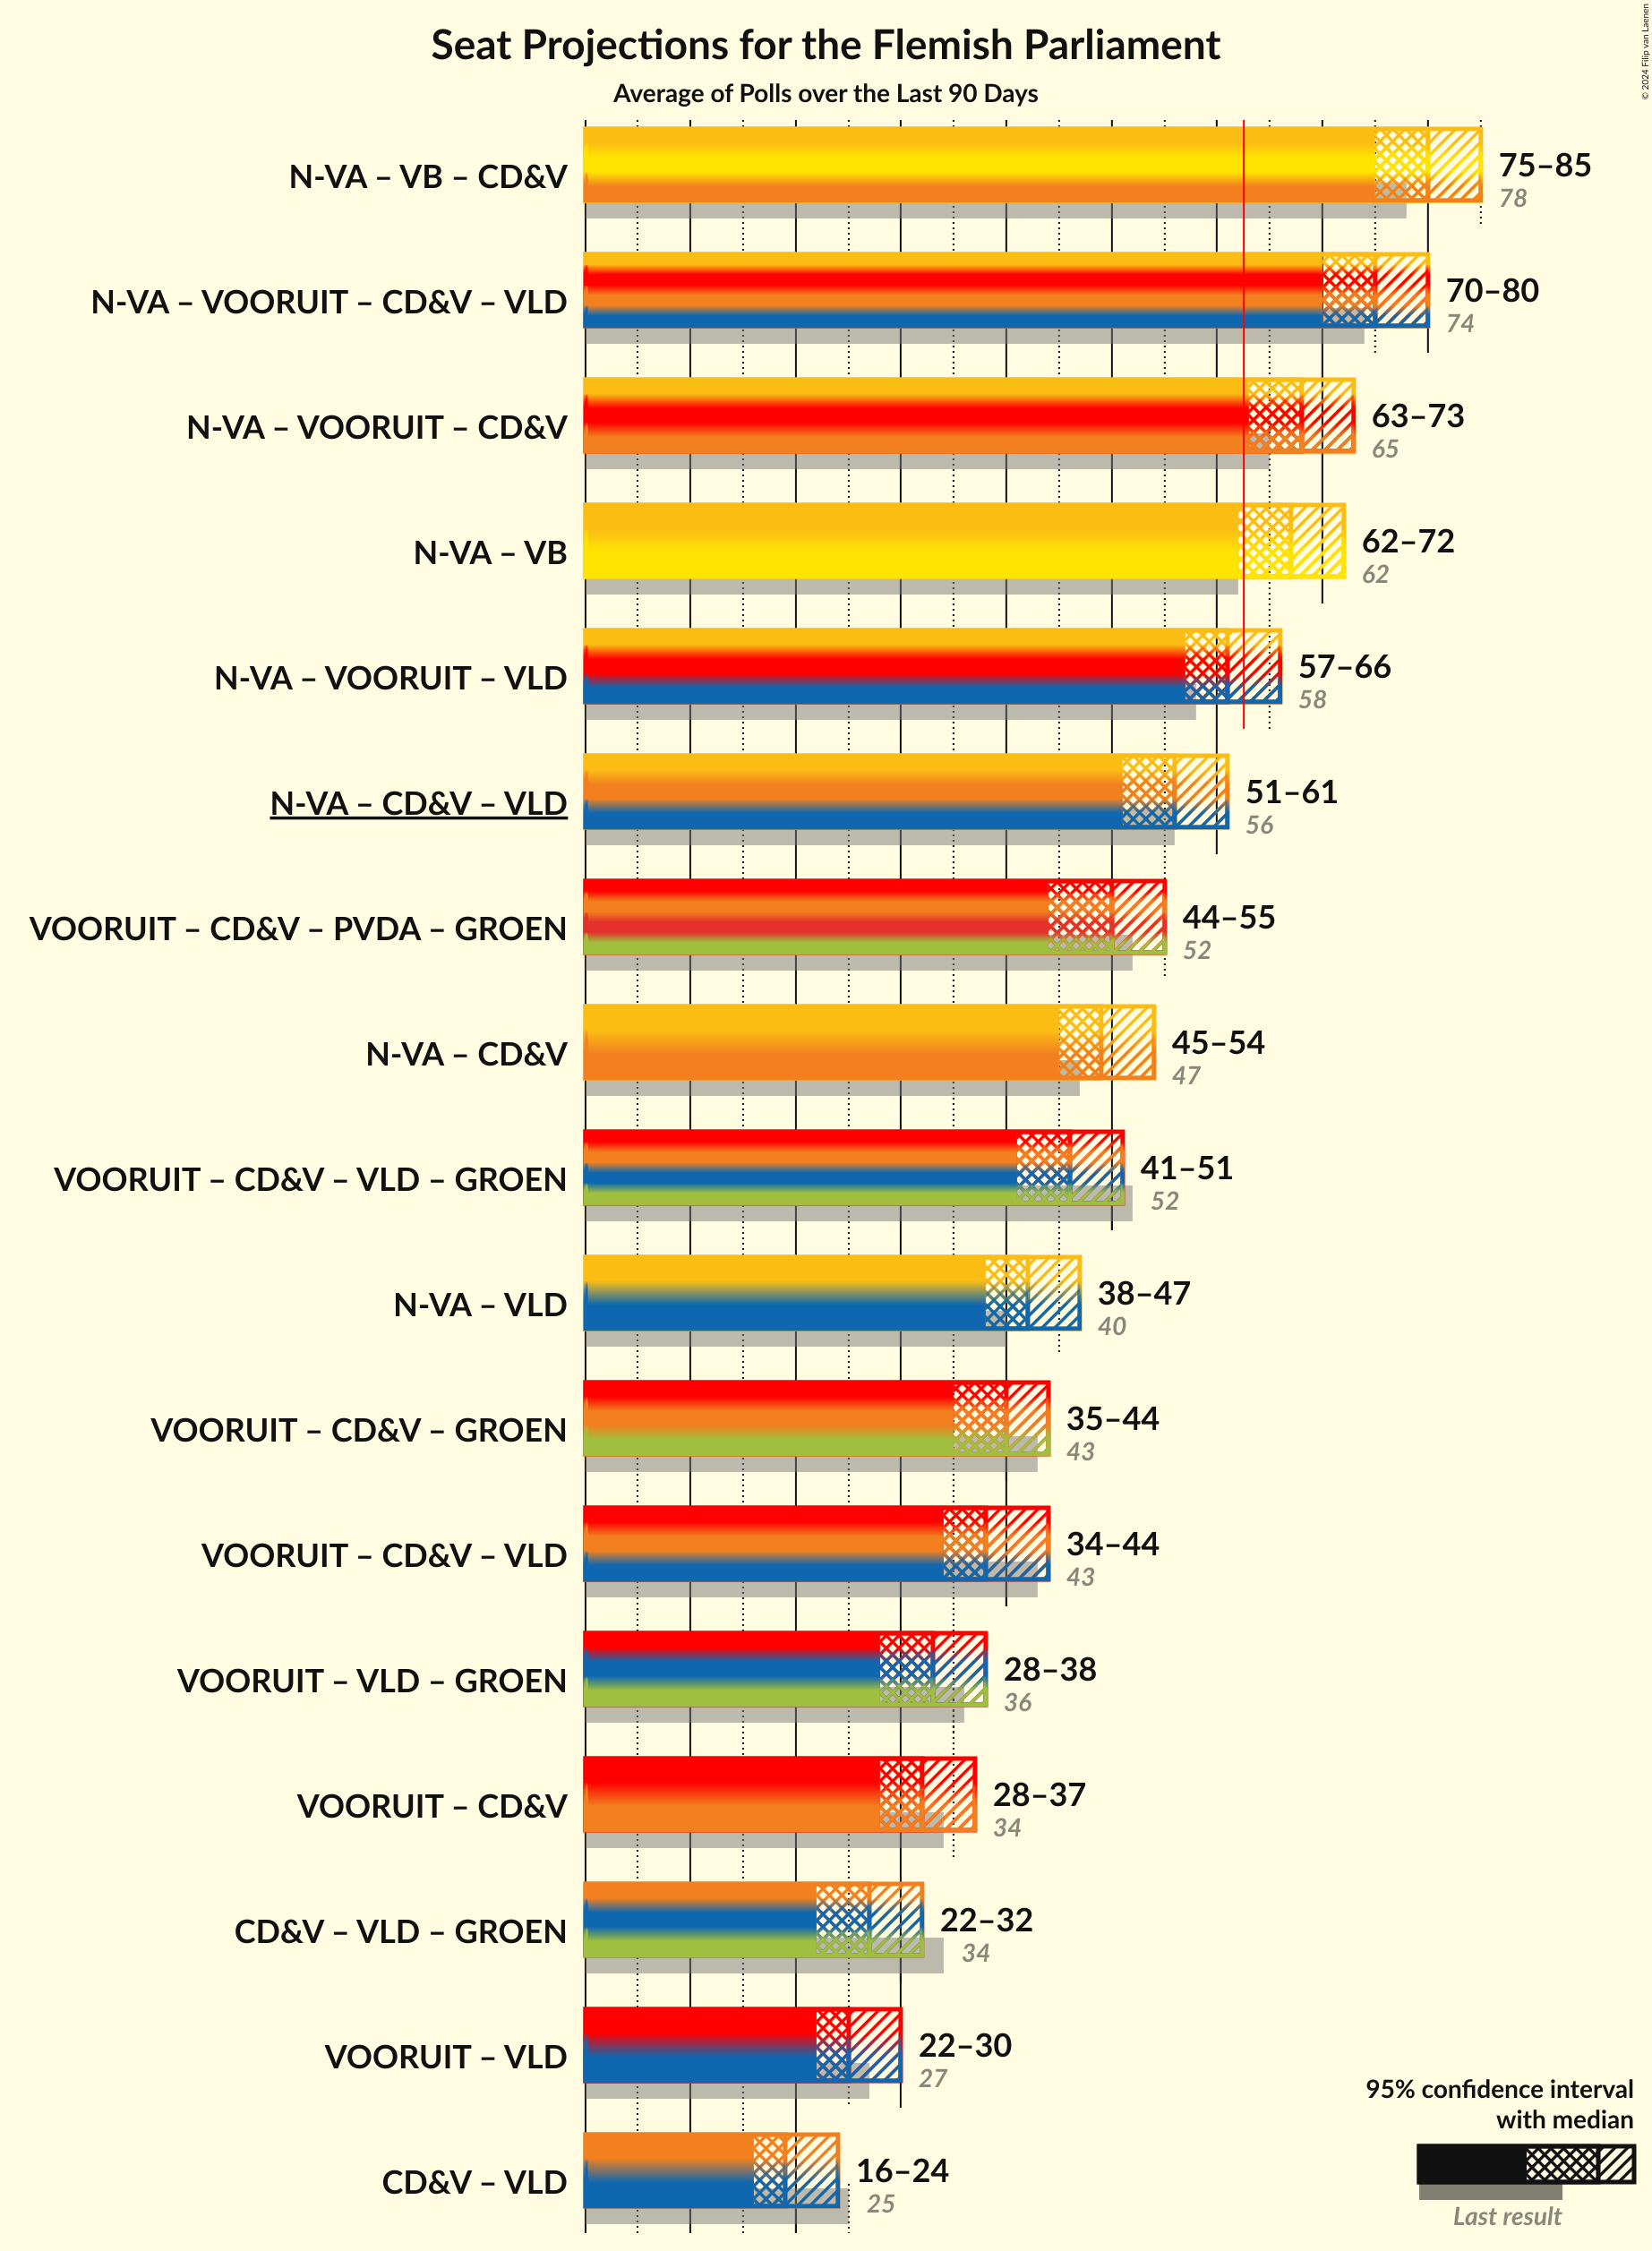 Seat Projections for the Flemish Parliament
Average of Polls over the Last 90 Days
© 2024 Filip van Laenen
N-VA – VB – CD&V
75–85
78
N-VA – VOORUIT – CD&V – VLD
70–80
74
N-VA – VOORUIT – CD&V
63–73
65
N-VA – VB
62–72
62
N-VA – VOORUIT – VLD
57–66
58
N-VA – CD&V – VLD
51–61
56
VOORUIT – CD&V – PVDA – GROEN
44–55
52
N-VA – CD&V
45–54
47
VOORUIT – CD&V – VLD – GROEN
41–51
52
N-VA – VLD
38–47
40
VOORUIT – CD&V – GROEN
35–44
43
VOORUIT – CD&V – VLD
34–44
43
VOORUIT – VLD – GROEN
28–38
36
VOORUIT – CD&V
28–37
34
CD&V – VLD – GROEN
22–32
34
VOORUIT – VLD
22–30
27
CD&V – VLD
16–24
25
95% confidence interval
with median
Last result